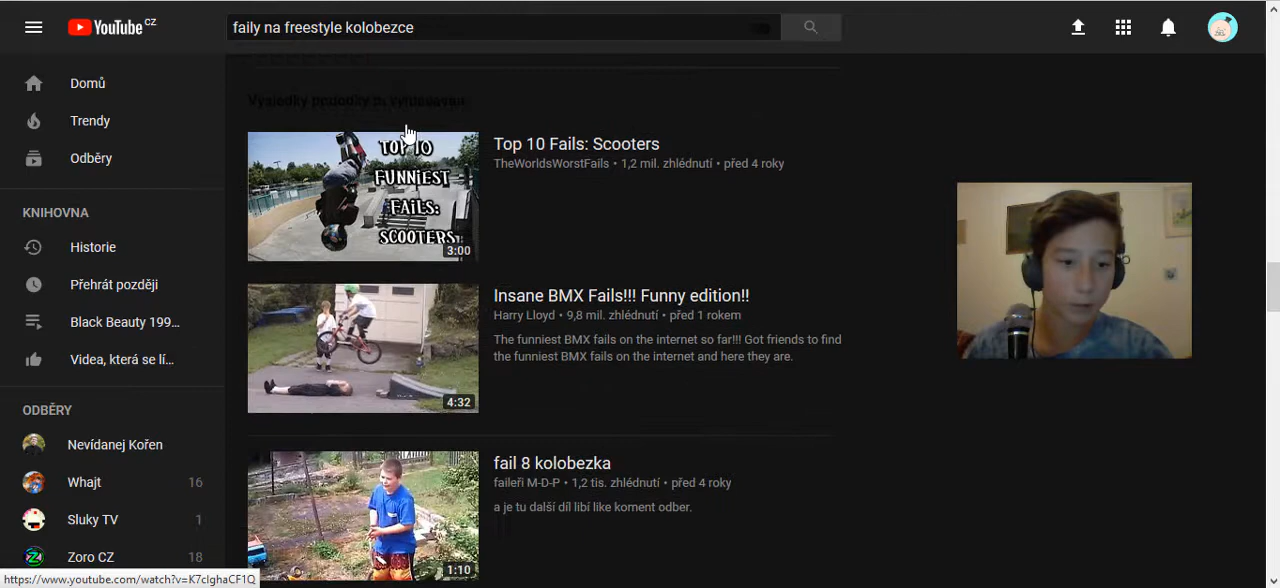 YouTube CZ
faily na freestyle kolobezce
Domů
Trendy
Odběry
KNIHOVNA
Historie
Přehrát později
Black Beauty 199...
Videa, která se lí...
ODBĚRY
Nevídanej Kořen
Whajt 16
Sluky TV 1
Zoro CZ 18
TOP 10
FUNNiEST
FAiLS:
SCOOTERS
3:00
Top 10 Fails: Scooters
TheWorldsWorstFails • 1,2 mil. zhlédnutí • před 4 roky
4:32
Insane BMX Fails!!! Funny edition!!
Harry Lloyd • 9,8 mil. zhlédnutí • před 1 rokem
The funniest BMX fails on the internet so far!!! Got friends to find
the funniest BMX fails on the internet and here they are.
1:10
fail 8 kolobezka
faileři M-D-P • 1,2 tis. zhlédnutí • před 4 roky
a je tu další díl libí like koment odber.
https://www.youtube.com/watch?v=K7cIghaCF1Q